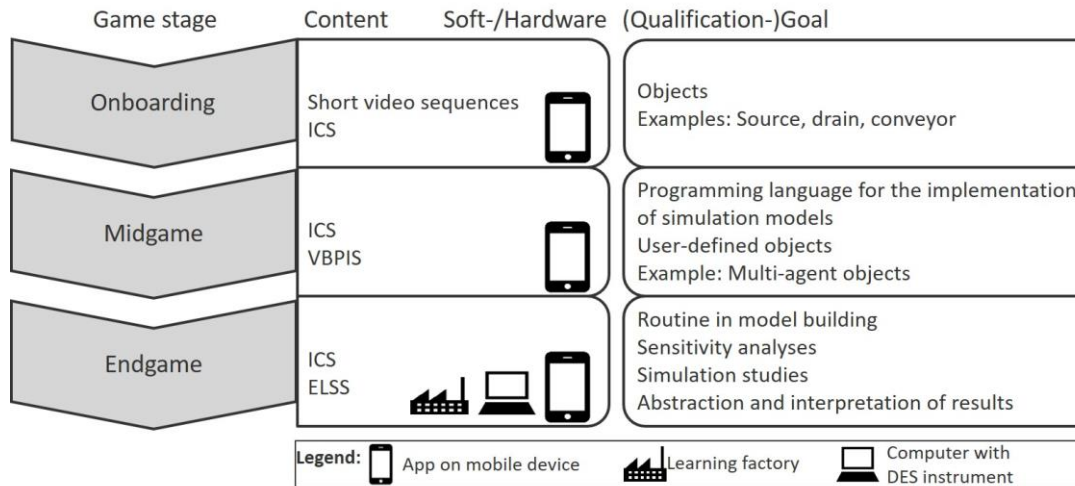 Game stage
Content
Soft-/Hardware
(Qualification-)Goal
Onboarding
Short video sequences
ICS
Objects
Examples: Source, drain, conveyor
Midgame
ICS
VBPIS
Programming language for the implementation
of simulation models
User-defined objects
Example: Multi-agent objects
Endgame
ICS
ELSS
Routine in model building
Sensitivity analyses
Simulation studies
Abstraction and interpretation of results
Legend:
App on mobile device
Learning factory
Computer with
DES instrument